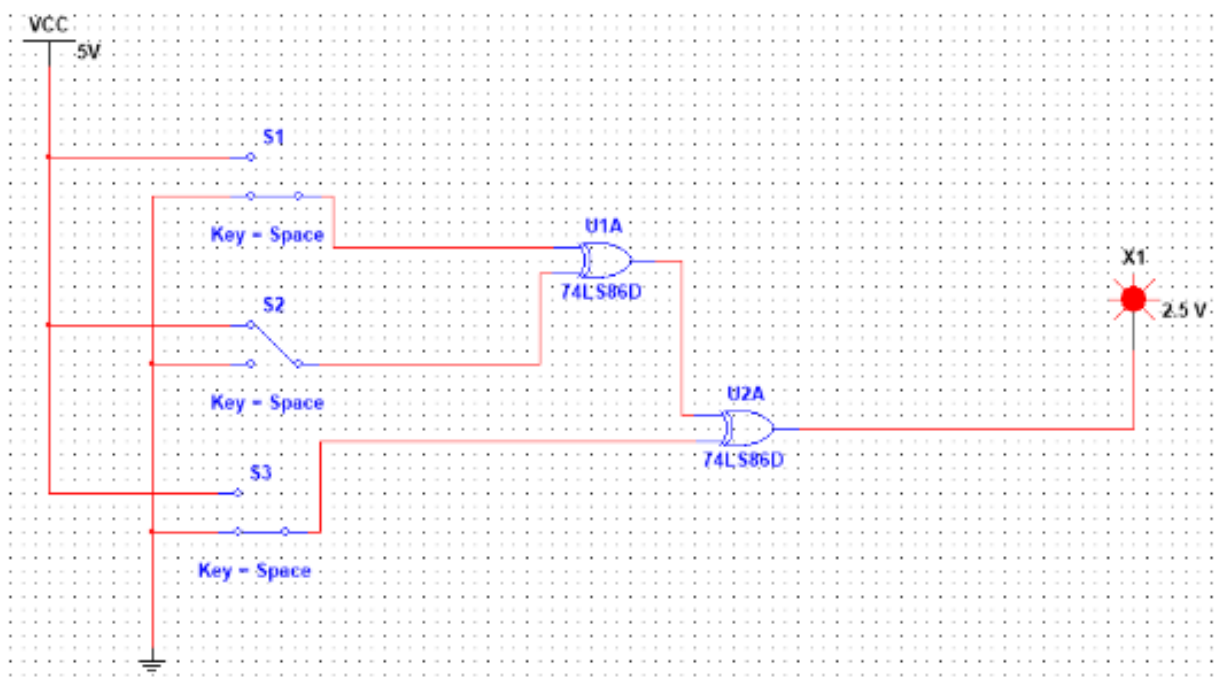 VCC
5V
S1
Key = Space
U1A
74LS86D
X1
2.5 V
S2
Key = Space
U2A
74LS86D
S3
Key = Space